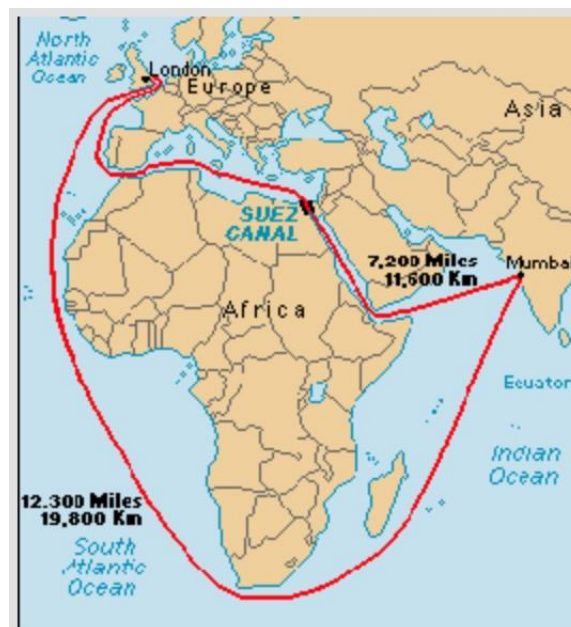 North
Atlantic
Ocean
London
Europe
Asia
SUEZ
CANAL
7,200 Miles
11,600 Km
Mumbai
Africa
Equator
Indian
Ocean
12.300 Miles
19,800 Km
South
Atlantic
Ocean